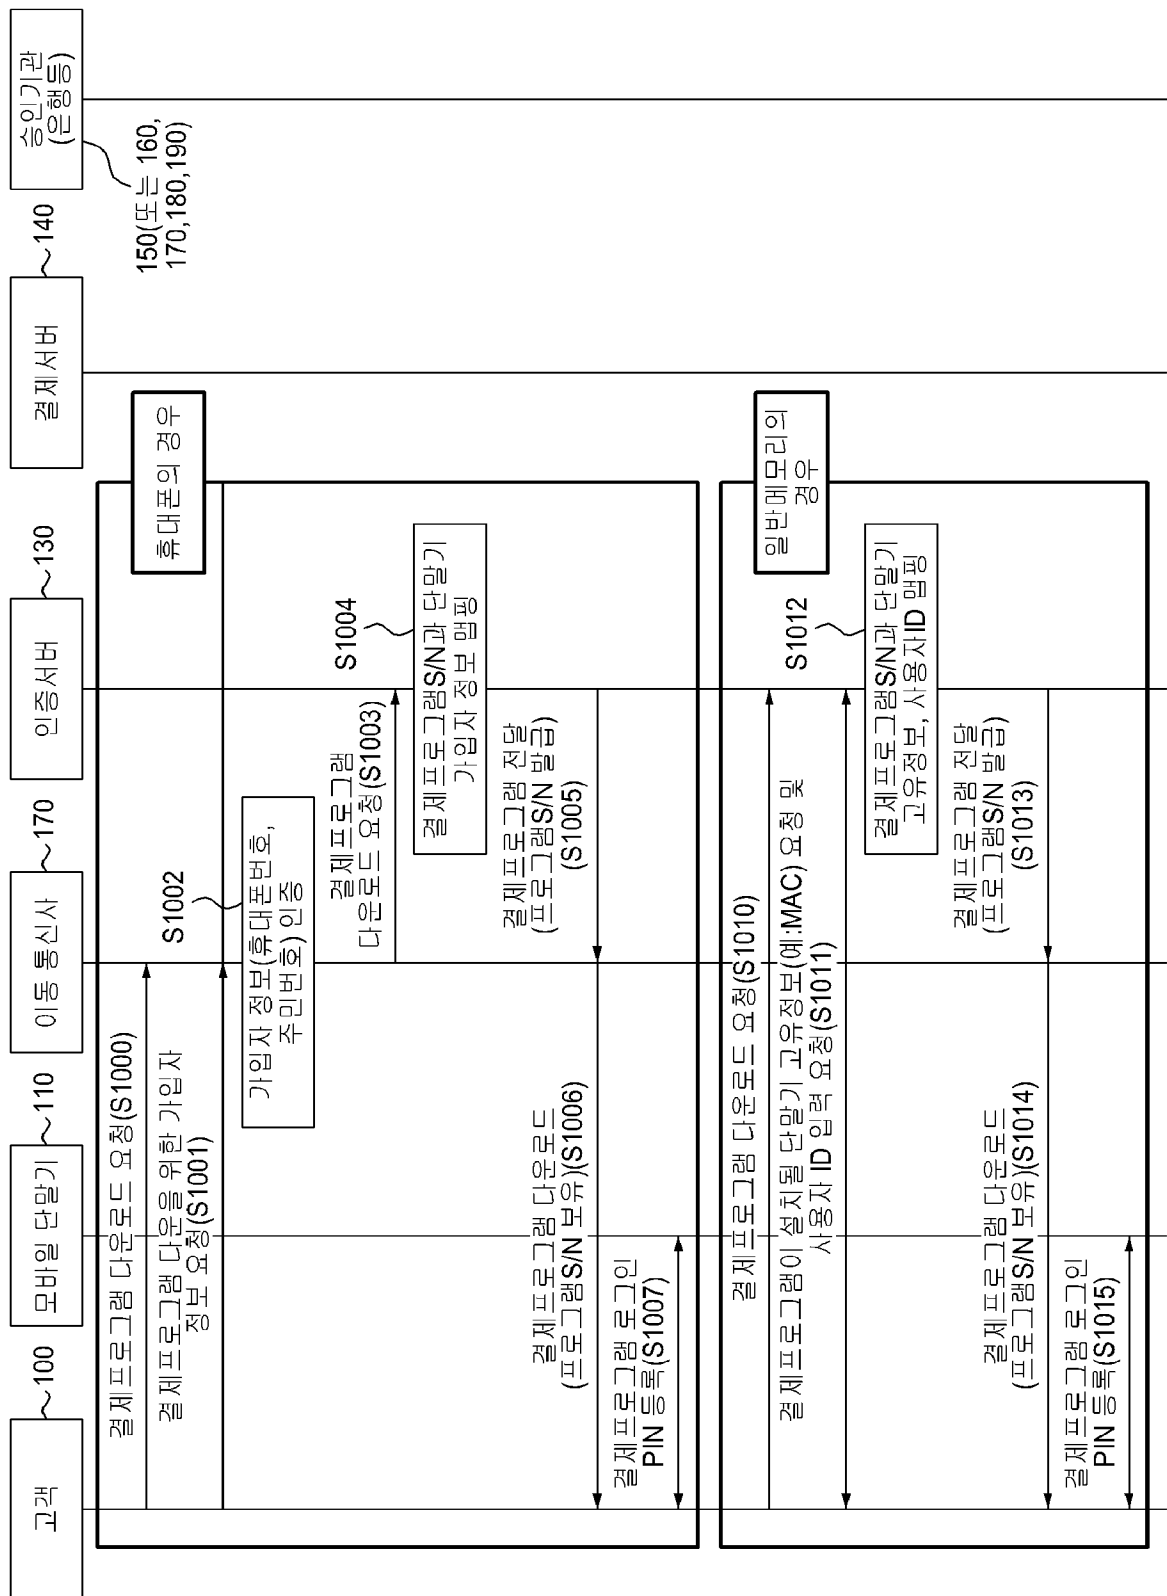 고객
100
모바일 단말기
110
이동 통신사
170
인증서버
130
결제서버
140
승인기관
(은행등)
150(또는 160,
170,180,190)
휴대폰의 경우
결제프로그램 다운로드 요청(S1000)
결제프로그램 다운을 위한 가입자
정보 요청(S1001)
S1002
가입자 정보(휴대폰번호,
주민번호) 인증
결제프로그램
다운로드 요청(S1003)
S1004
결제프로그램S/N과 단말기
가입자 정보 맵핑
결제프로그램 전달
(프로그램S/N 발급)
(S1005)
결제프로그램 다운로드
(프로그램S/N 보유)(S1006)
결제프로그램 로그인
PIN 등록(S1007)
일반메모리의
경우
결제프로그램 다운로드 요청(S1010)
결제프로그램이 설치될 단말기 고유정보(예:MAC) 요청 및
사용자 ID 입력 요청(S1011)
S1012
결제프로그램S/N과 단말기
고유정보, 사용자ID 맵핑
결제프로그램 전달
(프로그램S/N 발급)
(S1013)
결제프로그램 다운로드
(프로그램S/N 보유)(S1014)
결제프로그램 로그인
PIN 등록(S1015)